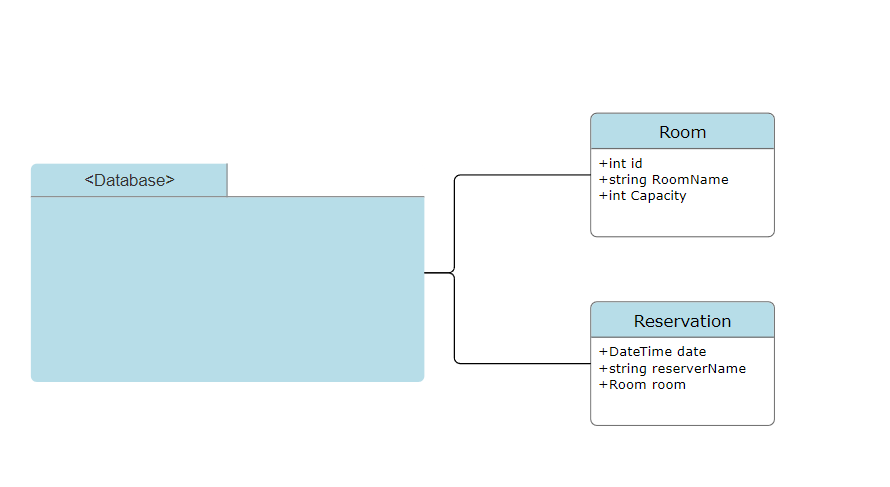 <Database>
Room
+int id
+string RoomName
+int Capacity
Reservation
+DateTime date
+string reserverName
+Room room